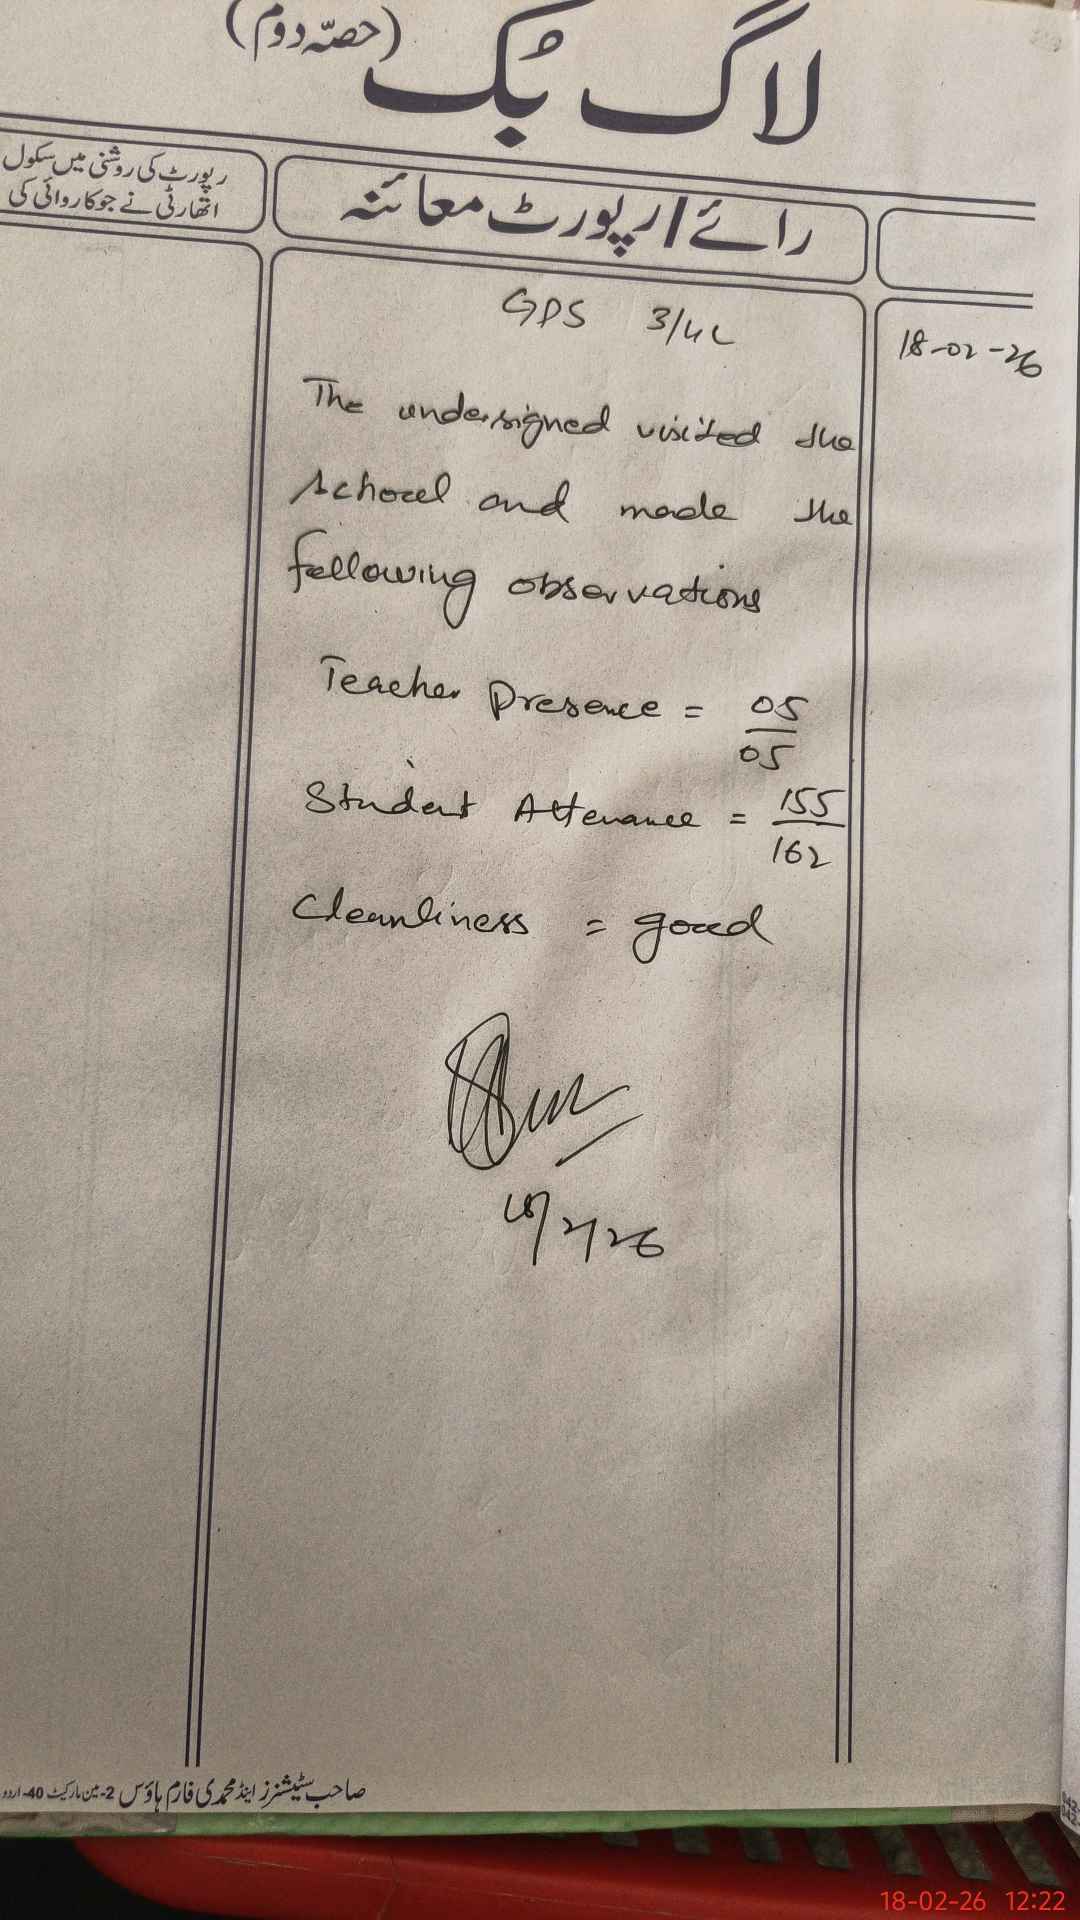 لاگ بُک (حصّہ دوم)
رائے / رپورٹ معائنہ
رپورٹ کی روشنی میں سکول
اتھارٹی نے جو کاروائی کی
18-02-26
GPS 3/4L
The undersigned visited the
school and made the
following observations
Teacher Presence = 05/05
Student Attenance = 155/162
Cleanliness = good
18/2/26
صاحب سٹیشنرز اینڈ محمدی فارم ہاؤس 2-مین مارکیٹ 40-اردو
18-02-26 12:22